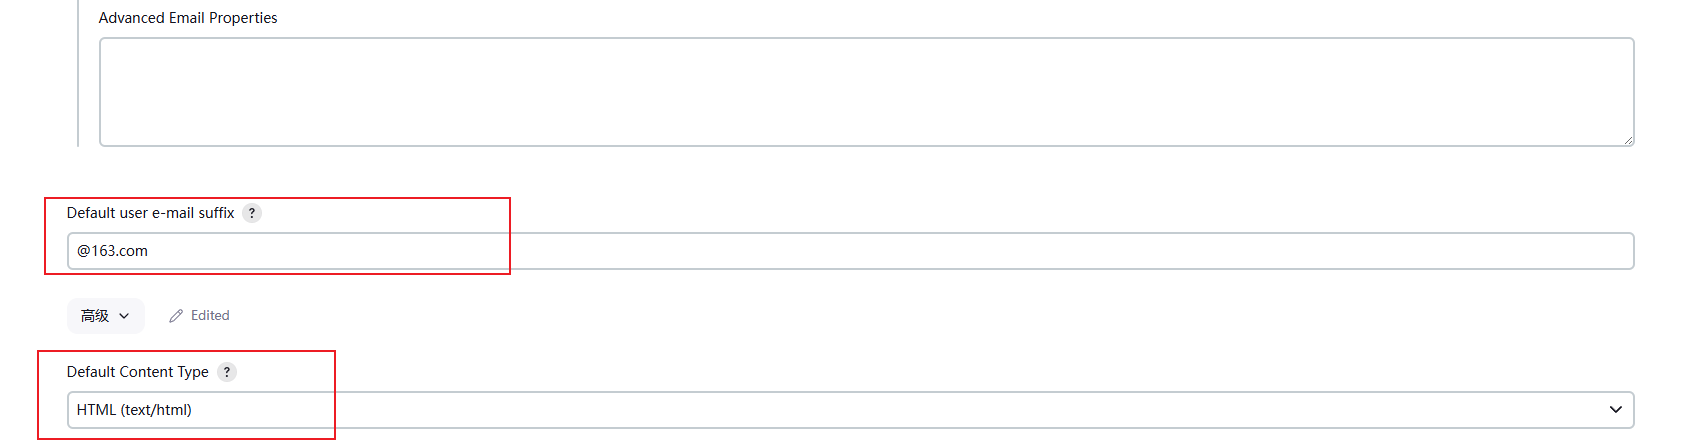 Advanced Email Properties
Default user e-mail suffix ?
@163.com
高级 Edited
Default Content Type ?
HTML (text/html)